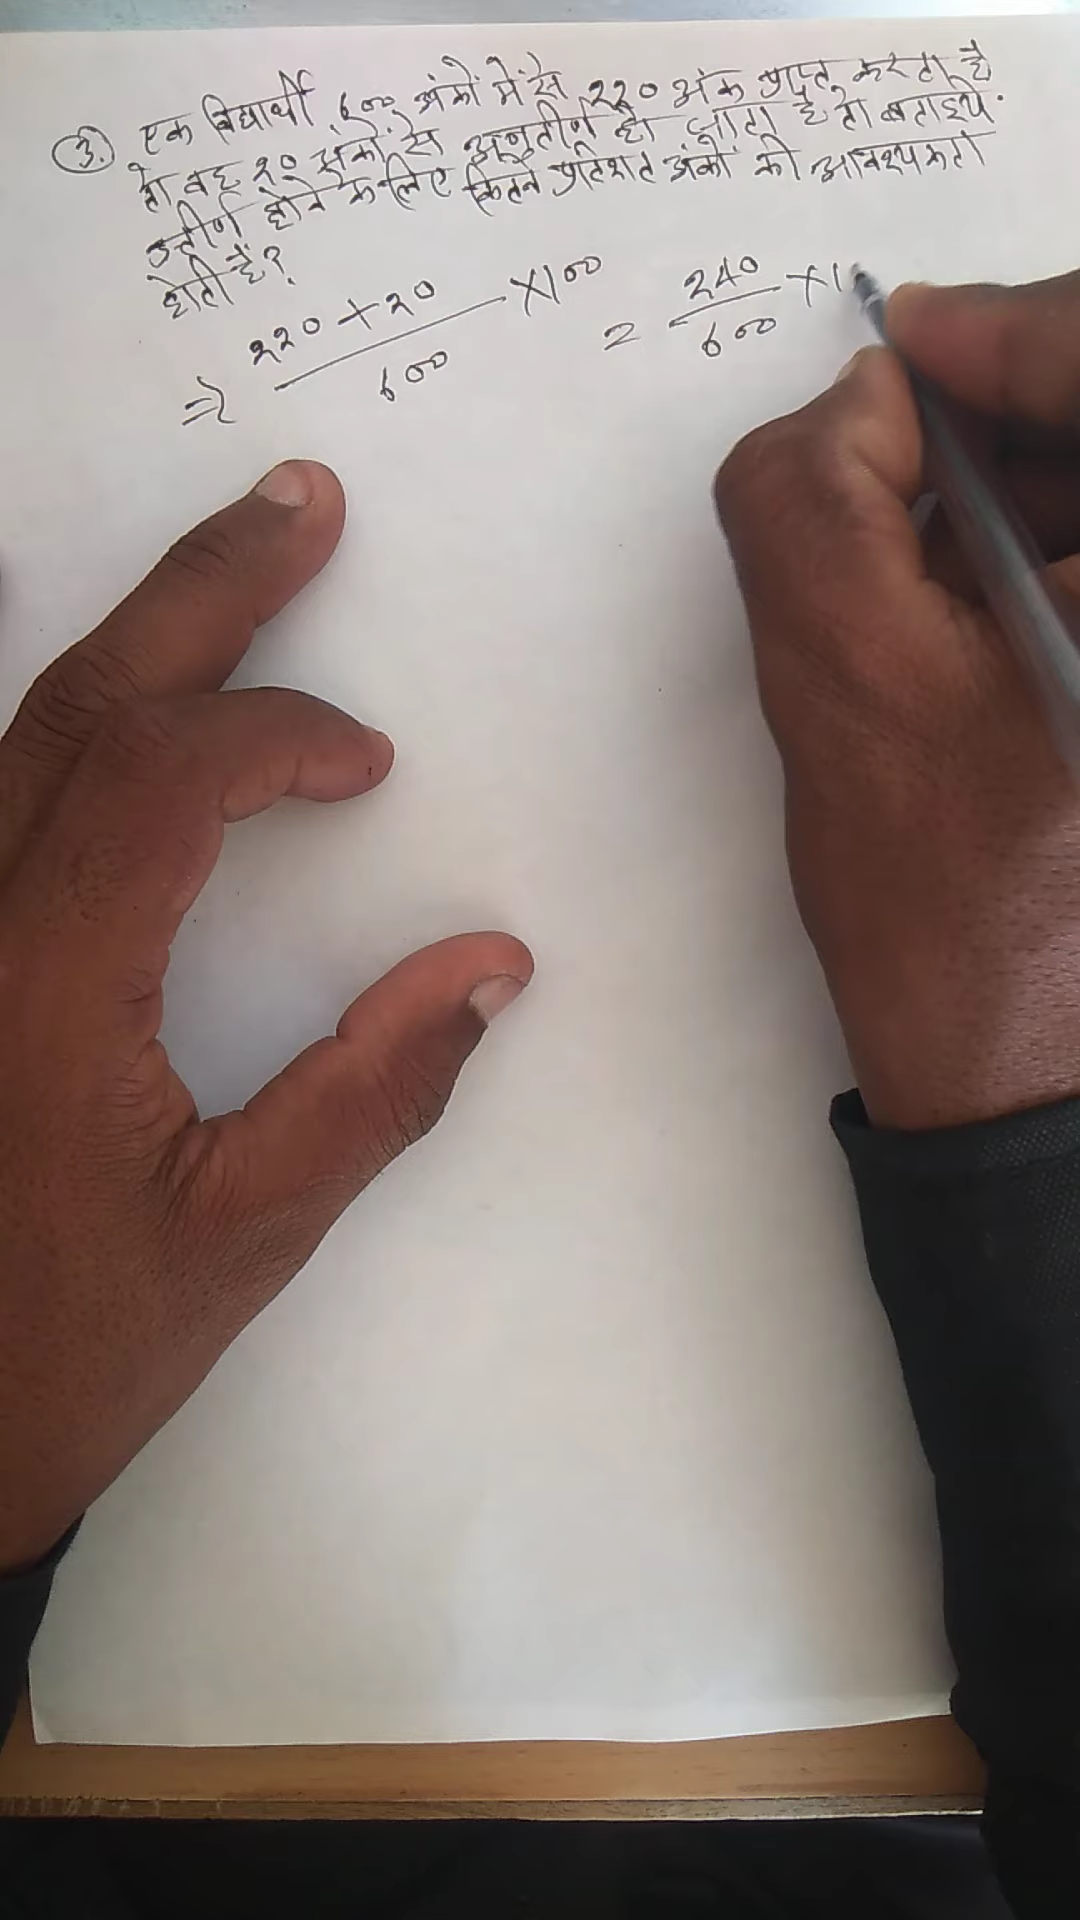 3. एक विद्यार्थी 600 अंकों में से 220 अंक प्राप्त करता है
तो वह 20 अंकों से अनुतीर्ण हो जाता है तो बताइये.
उत्तीर्ण होने के लिए कितने प्रतिशत अंकों की आवश्यकता
होती है?
⇒ 220 + 20 / 600 × 100 = 240 / 600 × 1